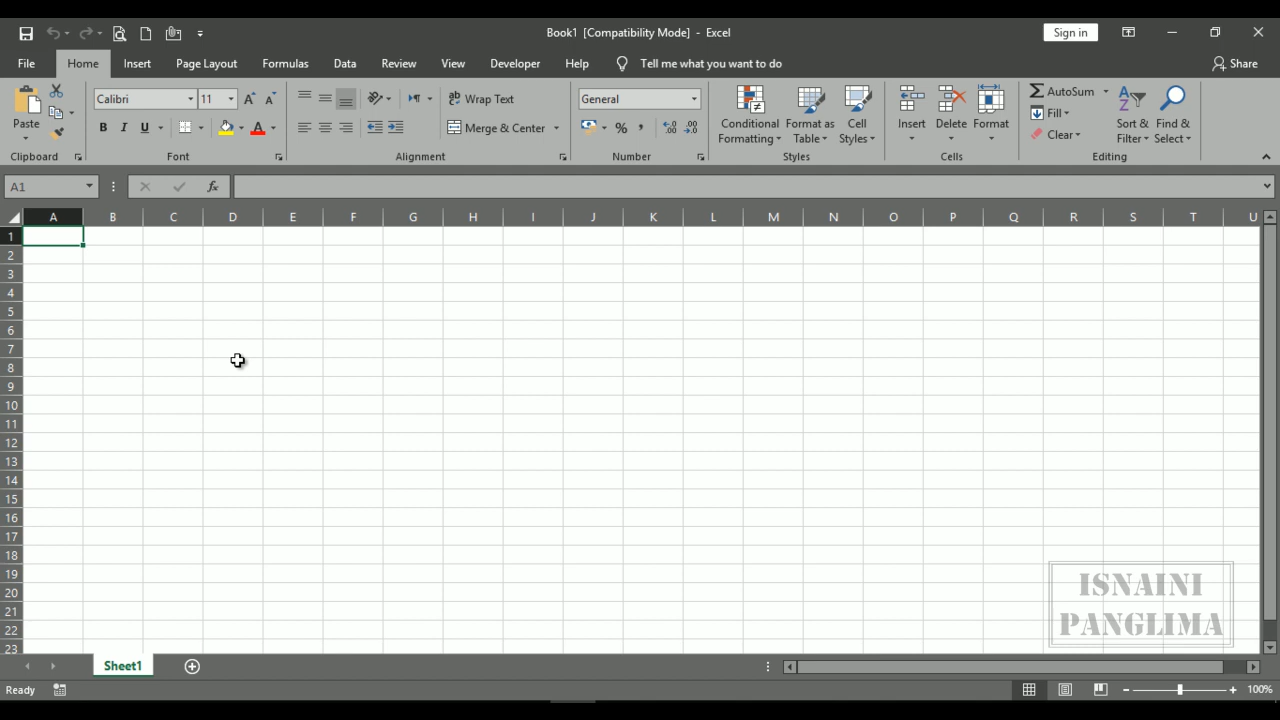 Book1 [Compatibility Mode] - Excel
Sign in
File Home Insert Page Layout Formulas Data Review View Developer Help Tell me what you want to do Share
Calibri 11 Wrap Text General AutoSum
Paste Conditional Formatting Format as Table Cell Styles Insert Delete Format Fill Sort & Filter Find & Select
B I U Merge & Center % , Clear
Clipboard Font Alignment Number Styles Cells Editing
A1 fx
A B C D E F G H I J K L M N O P Q R S T U
1
2
3
4
5
6
7
8
9
10
11
12
13
14
15
16
17
18
19
20
21
22
23
ISNAINI
PANGLIMA
Sheet1
Ready 100%